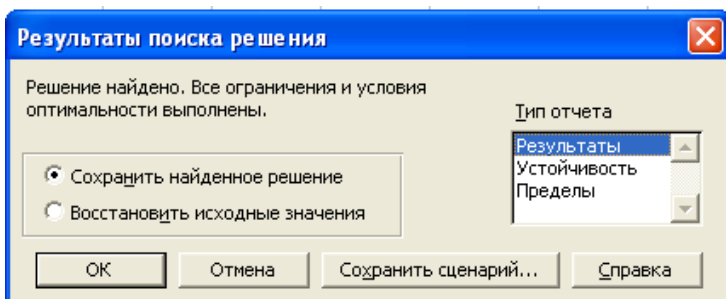 Результаты поиска решения
Решение найдено. Все ограничения и условия
оптимальности выполнены.
Тип отчета
Результаты
Устойчивость
Пределы
Сохранить найденное решение
Восстановить исходные значения
ОК
Отмена
Сохранить сценарий...
Справка